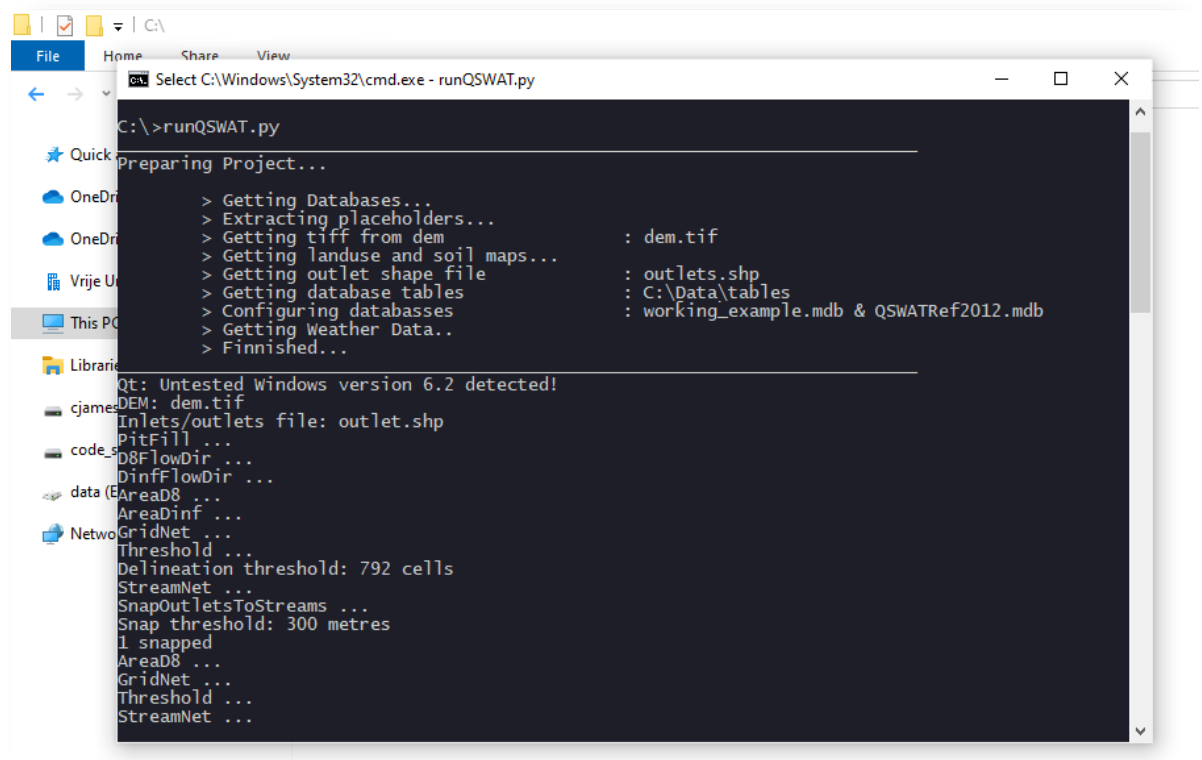 C:\
File Home Share View
Select C:\Windows\System32\cmd.exe - runQSWAT.py
C:\>runQSWAT.py
Preparing Project...
> Getting Databases...
> Extracting placeholders...
> Getting tiff from dem : dem.tif
> Getting landuse and soil maps...
> Getting outlet shape file : outlets.shp
> Getting database tables : C:\Data\tables
> Configuring databasses : working_example.mdb & QSWATRef2012.mdb
> Getting Weather Data..
> Finnished...
Qt: Untested Windows version 6.2 detected!
DEM: dem.tif
Inlets/outlets file: outlet.shp
PitFill ...
D8FlowDir ...
DinfFlowDir ...
AreaD8 ...
AreaDinf ...
GridNet ...
Threshold ...
Delineation threshold: 792 cells
StreamNet ...
SnapOutletsToStreams ...
Snap threshold: 300 metres
1 snapped
AreaD8 ...
GridNet ...
Threshold ...
StreamNet ...
Quick
OneDri
OneDri
Vrije U
This PC
Librarie
cjames
code_s
data (E
Netwo